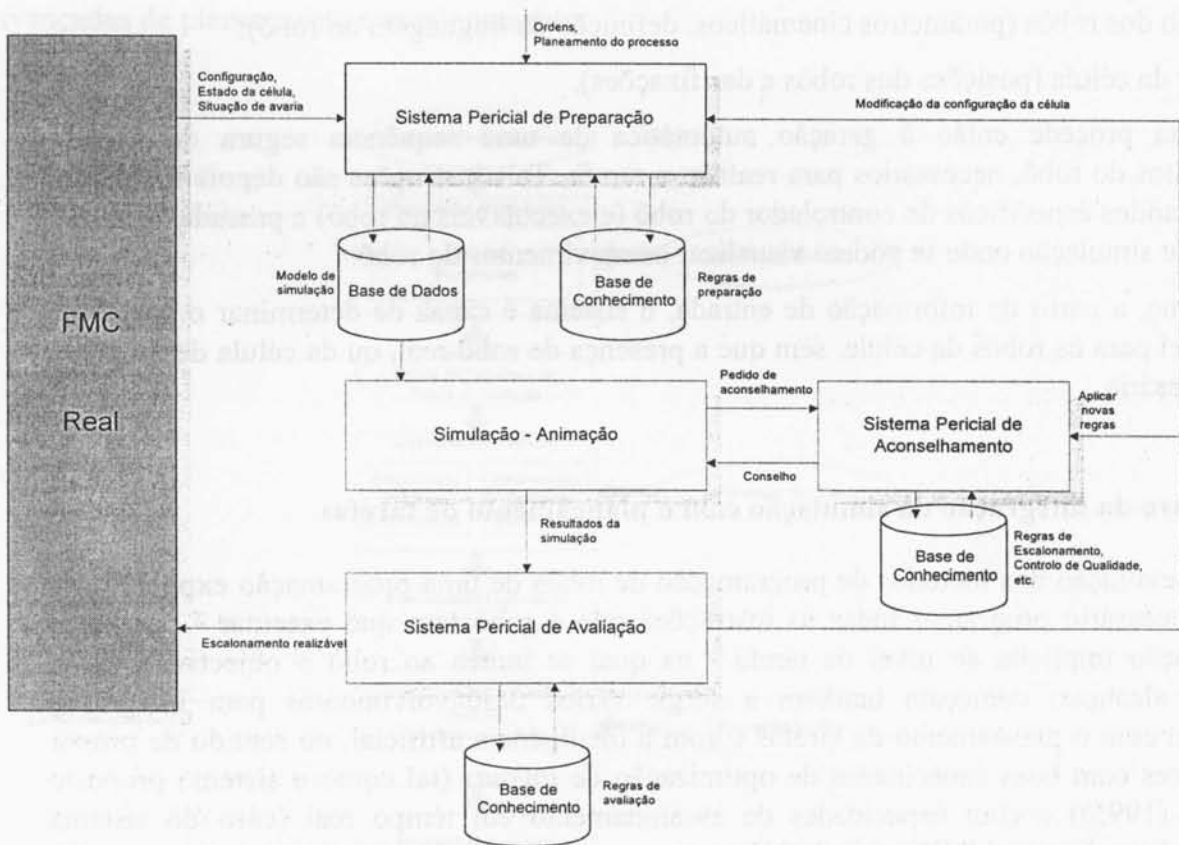 Ordens,
Planeamento do processo
Configuração,
Estado da célula,
Situação de avaria
Sistema Pericial de Preparação
Modificação da configuração da célula
Modelo de
simulação
Base de Dados
Base de
Conhecimento
Regras de
preparação
FMC
Real
Simulação - Animação
Pedido de
aconselhamento
Conselho
Sistema Pericial de
Aconselhamento
Aplicar
novas
regras
Resultados da
simulação
Base de
Conhecimento
Regras de
Escalonamento,
Controlo de Qualidade,
etc.
Sistema Pericial de Avaliação
Escalonamento realizável
Base de
Conhecimento
Regras de
avaliação